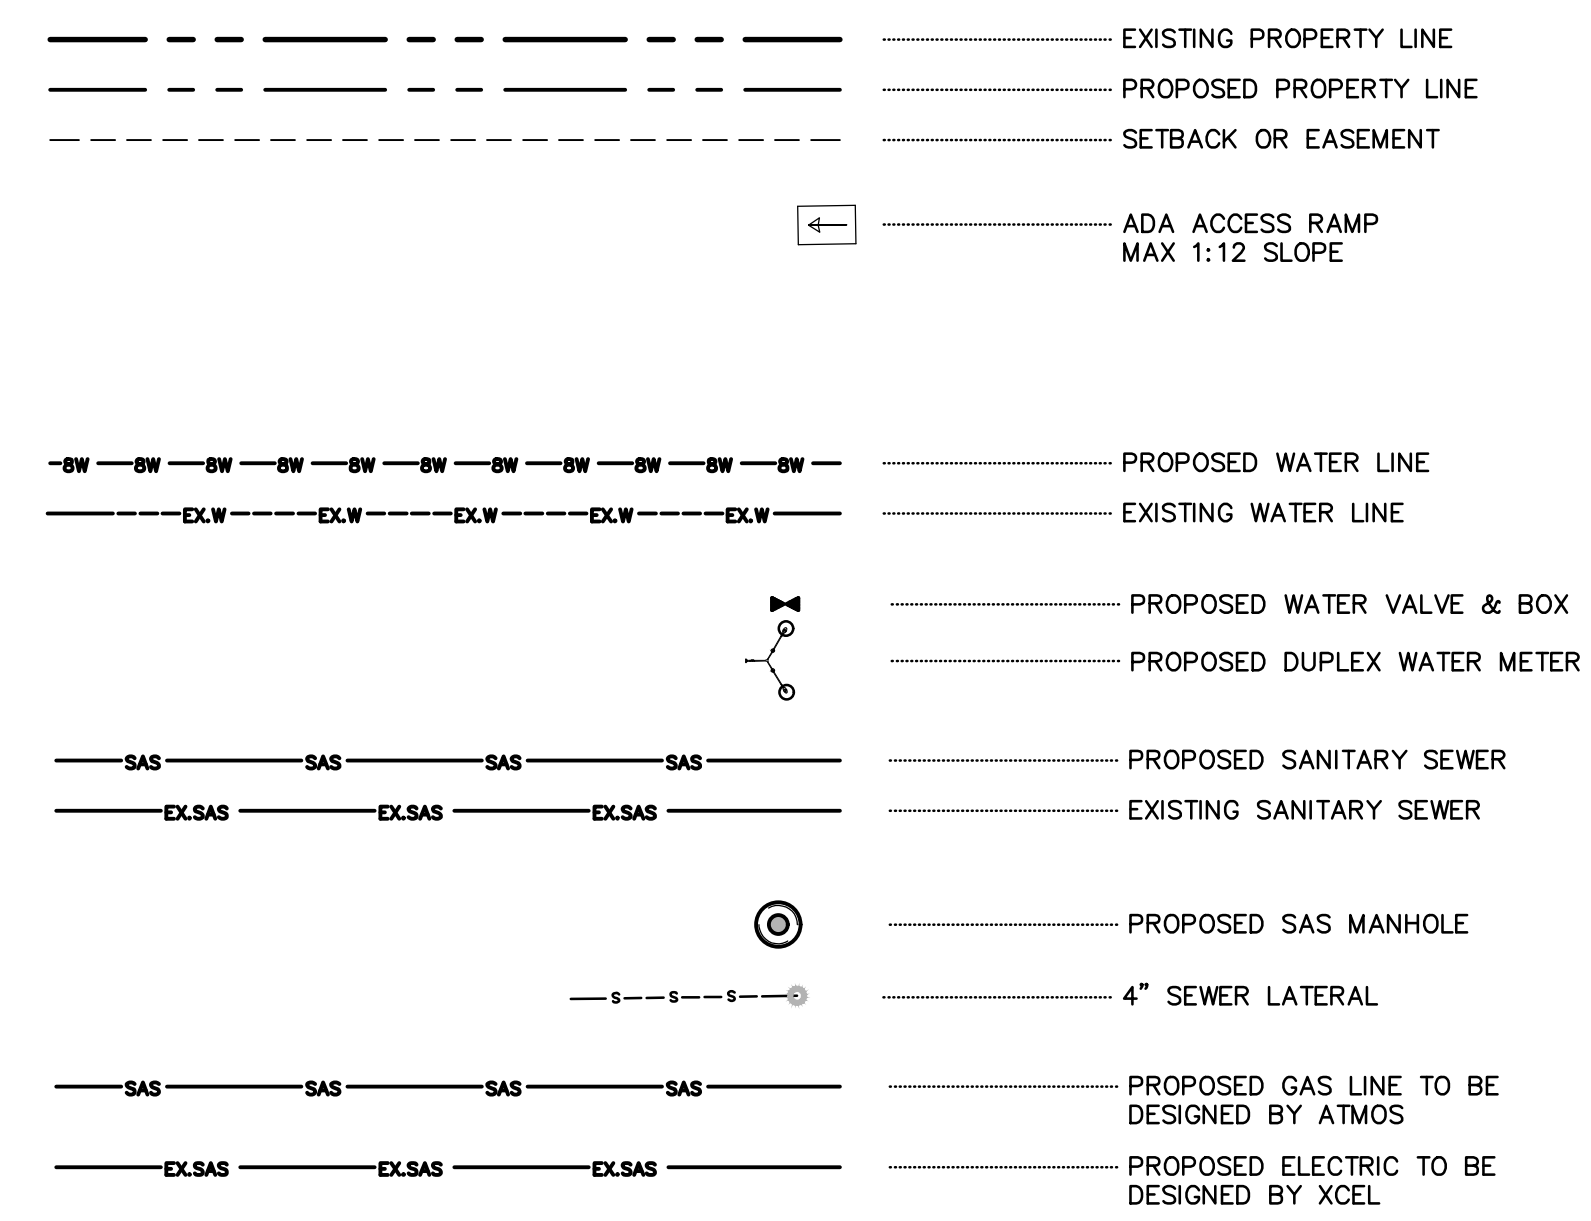 EXISTING PROPERTY LINE
PROPOSED PROPERTY LINE
SETBACK OR EASEMENT
ADA ACCESS RAMP
MAX 1:12 SLOPE
8W 8W 8W 8W 8W 8W 8W 8W 8W 8W 8W PROPOSED WATER LINE
EX.W EX.W EX.W EX.W EX.W EXISTING WATER LINE
PROPOSED WATER VALVE & BOX
PROPOSED DUPLEX WATER METER
SAS SAS SAS SAS PROPOSED SANITARY SEWER
EX.SAS EX.SAS EX.SAS EXISTING SANITARY SEWER
PROPOSED SAS MANHOLE
S S S 4" SEWER LATERAL
SAS SAS SAS SAS PROPOSED GAS LINE TO BE
DESIGNED BY ATMOS
EX.SAS EX.SAS EX.SAS PROPOSED ELECTRIC TO BE
DESIGNED BY XCEL